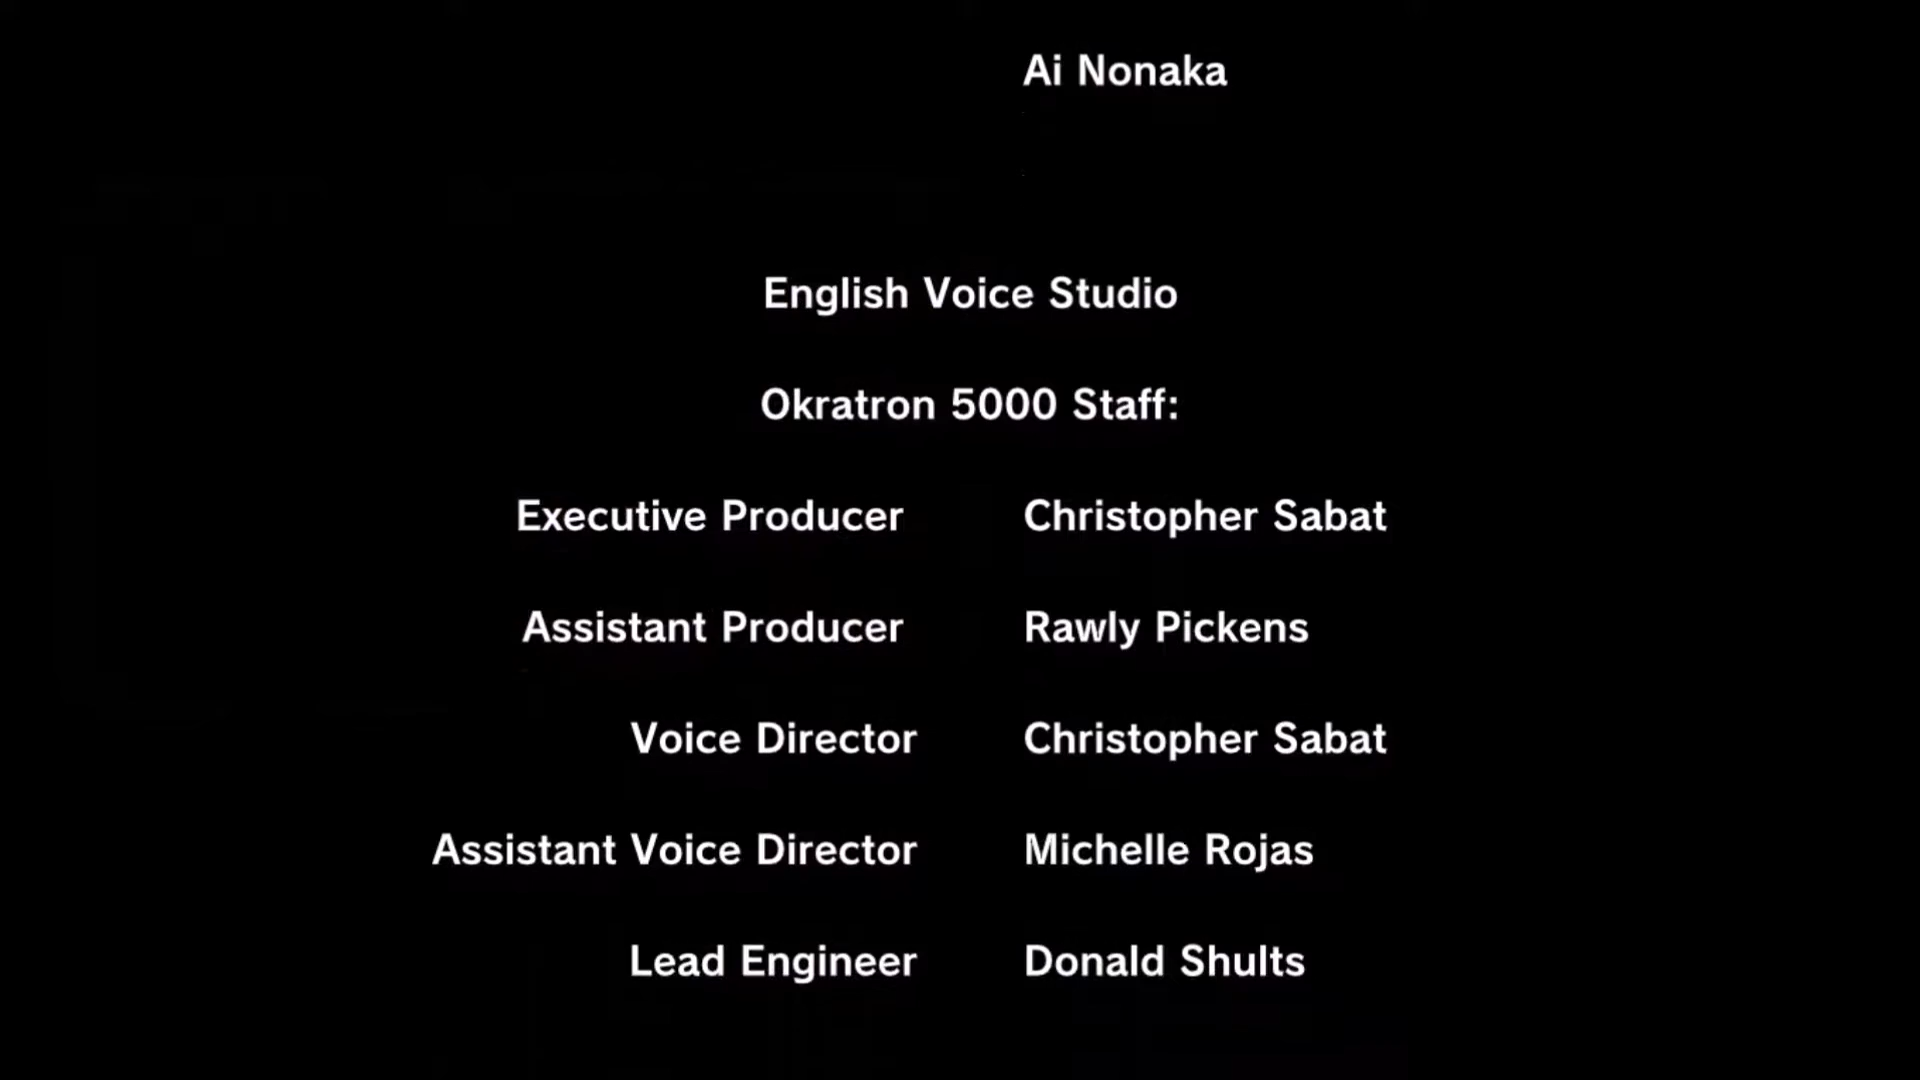 Ai Nonaka
English Voice Studio
Okratron 5000 Staff:
Executive Producer Christopher Sabat
Assistant Producer Rawly Pickens
Voice Director Christopher Sabat
Assistant Voice Director Michelle Rojas
Lead Engineer Donald Shults